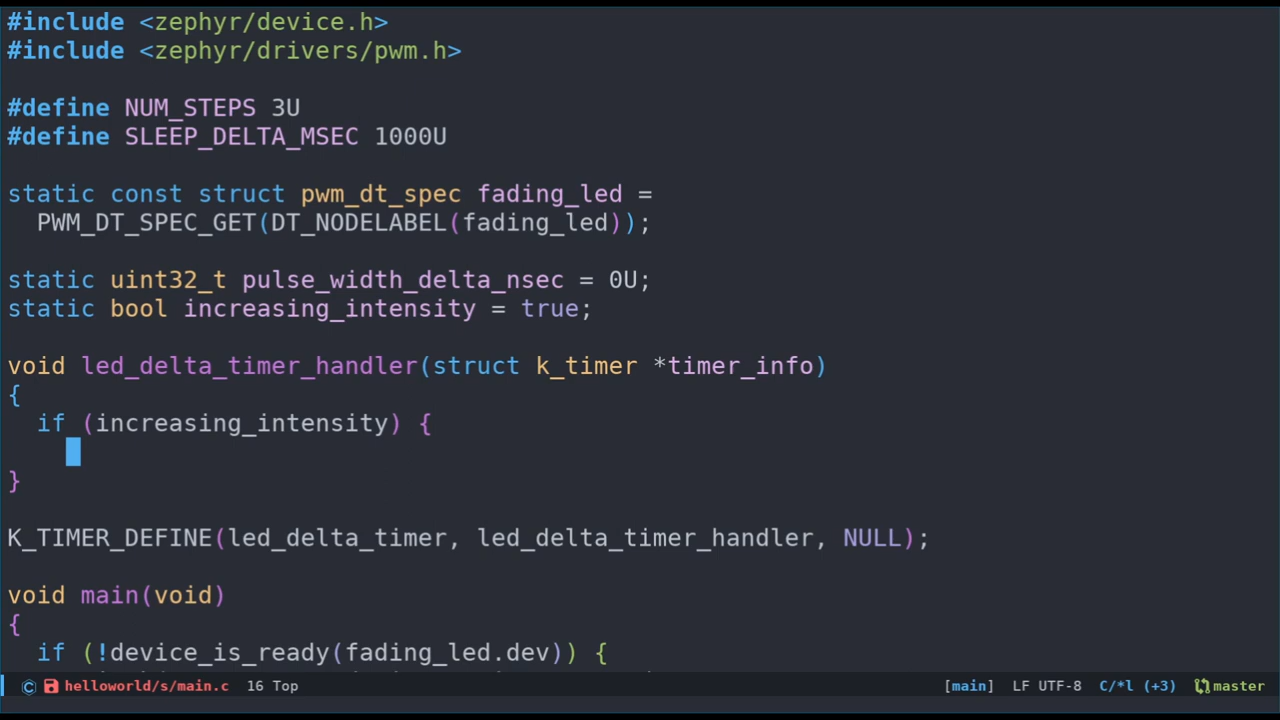 #include <zephyr/device.h>
#include <zephyr/drivers/pwm.h>
#define NUM_STEPS 3U
#define SLEEP_DELTA_MSEC 1000U
static const struct pwm_dt_spec fading_led =
  PWM_DT_SPEC_GET(DT_NODELABEL(fading_led));
static uint32_t pulse_width_delta_nsec = 0U;
static bool increasing_intensity = true;
void led_delta_timer_handler(struct k_timer *timer_info)
{
  if (increasing_intensity) {
}
K_TIMER_DEFINE(led_delta_timer, led_delta_timer_handler, NULL);
void main(void)
{
  if (!device_is_ready(fading_led.dev)) {
helloworld/s/main.c 16 Top [main] LF UTF-8 C/*l (+3) master